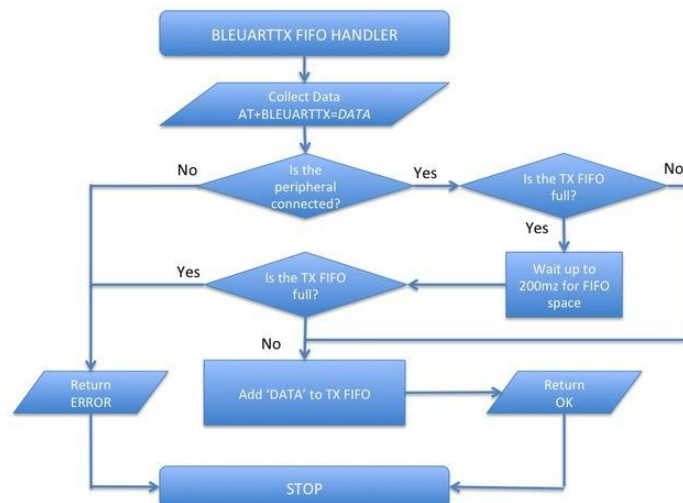 BLEUARTTX FIFO HANDLER
Collect Data
AT+BLEUARTTX=DATA
No
Is the
peripheral
connected?
Yes
Is the TX FIFO
full?
No
Yes
Wait up to
200mz for FIFO
space
Yes
Is the TX FIFO
full?
No
Return
ERROR
Add ‘DATA’ to TX FIFO
Return
OK
STOP